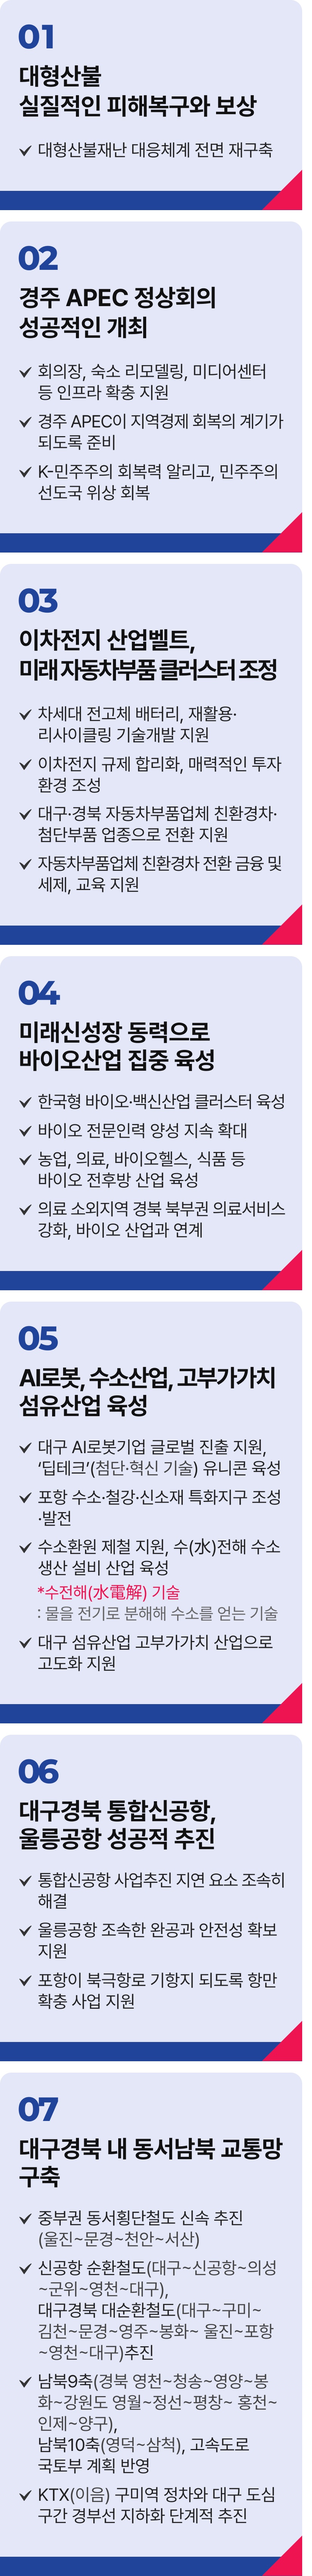 01
대형산불
실질적인 피해복구와 보상
✓ 대형산불재난 대응체계 전면 재구축
02
경주 APEC 정상회의
성공적인 개최
✓ 회의장, 숙소 리모델링, 미디어센터
등 인프라 확충 지원
✓ 경주 APEC이 지역경제 회복의 계기가
되도록 준비
✓ K-민주주의 회복력 알리고, 민주주의
선도국 위상 회복
03
이차전지 산업벨트,
미래 자동차부품 클러스터 조정
✓ 차세대 전고체 배터리, 재활용·
리사이클링 기술개발 지원
✓ 이차전지 규제 합리화, 매력적인 투자
환경 조성
✓ 대구·경북 자동차부품업체 친환경차·
첨단부품 업종으로 전환 지원
✓ 자동차부품업체 친환경차 전환 금융 및
세제, 교육 지원
04
미래신성장 동력으로
바이오산업 집중 육성
✓ 한국형 바이오·백신산업 클러스터 육성
✓ 바이오 전문인력 양성 지속 확대
✓ 농업, 의료, 바이오헬스, 식품 등
바이오 전후방 산업 육성
✓ 의료 소외지역 경북 북부권 의료서비스
강화, 바이오 산업과 연계
05
AI로봇, 수소산업, 고부가가치
섬유산업 육성
✓ 대구 AI로봇기업 글로벌 진출 지원,
‘딥테크’(첨단·혁신 기술) 유니콘 육성
✓ 포항 수소·철강·신소재 특화지구 조성
·발전
✓ 수소환원 제철 지원, 수(水)전해 수소
생산 설비 산업 육성
*수전해(水電解) 기술
: 물을 전기로 분해해 수소를 얻는 기술
✓ 대구 섬유산업 고부가가치 산업으로
고도화 지원
06
대구경북 통합신공항,
울릉공항 성공적 추진
✓ 통합신공항 사업추진 지연 요소 조속히
해결
✓ 울릉공항 조속한 완공과 안전성 확보
지원
✓ 포항이 북극항로 기항지 되도록 항만
확충 사업 지원
07
대구경북 내 동서남북 교통망
구축
✓ 중부권 동서횡단철도 신속 추진
(울진~문경~천안~서산)
✓ 신공항 순환철도(대구~신공항~의성
~군위~영천~대구),
대구경북 대순환철도(대구~구미~
김천~문경~영주~봉화~ 울진~포항
~영천~대구)추진
✓ 남북9축(경북 영천~청송~영양~봉
화~강원도 영월~정선~평창~ 홍천~
인제~양구),
남북10축(영덕~삼척), 고속도로
국토부 계획 반영
✓ KTX(이음) 구미역 정차와 대구 도심
구간 경부선 지하화 단계적 추진